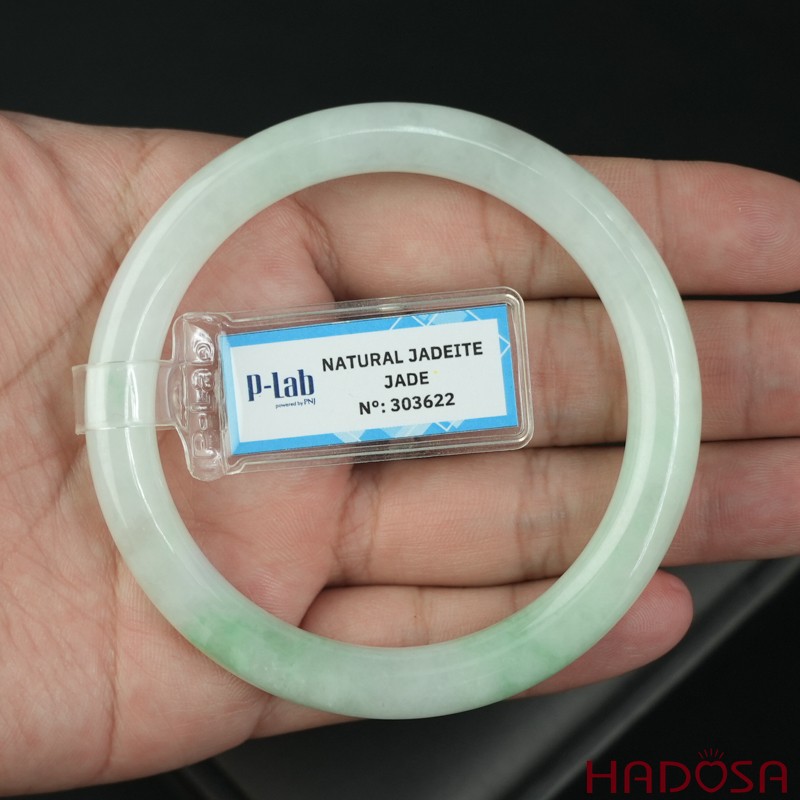 P-Lab
powered by PNJ
NATURAL JADEITE
JADE
Nº: 303622
HADOSA